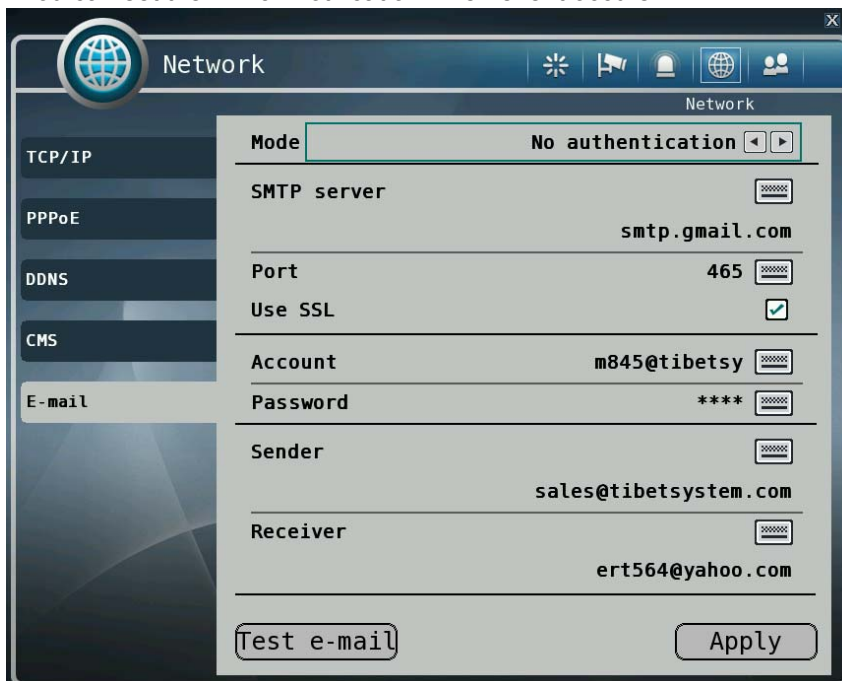 X
Network
Network
TCP/IP
PPPoE
DDNS
CMS
E-mail
Mode No authentication
SMTP server
smtp.gmail.com
Port 465
Use SSL
Account m845@tibetsy
Password ****
Sender
sales@tibetsystem.com
Receiver
ert564@yahoo.com
Test e-mail Apply